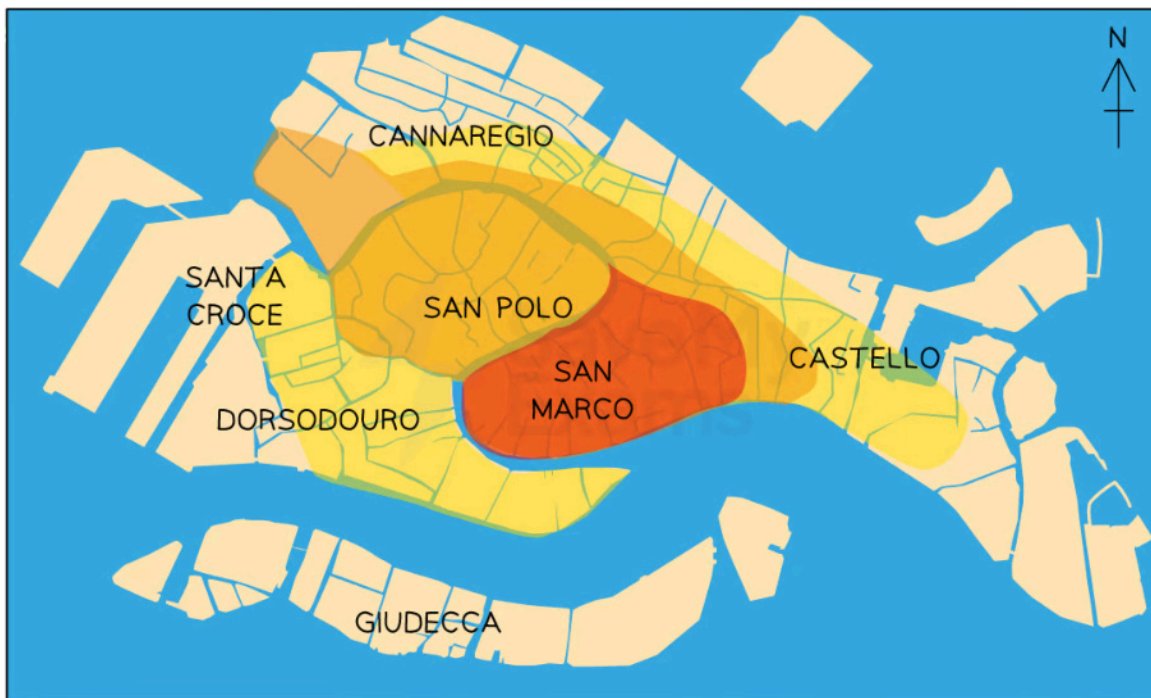 N
CANNAREGIO
SANTA
CROCE
SAN POLO
SAN
MARCO
CASTELLO
DORSODOURO
GIUDECCA